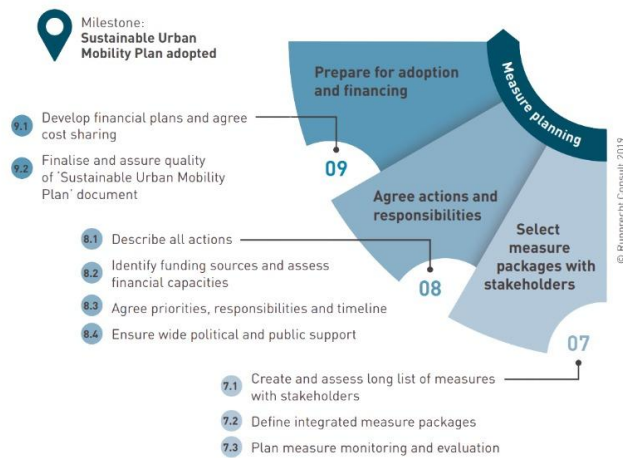 Milestone:
Sustainable Urban
Mobility Plan adopted
Measure planning
Prepare for adoption
and financing
09
9.1 Develop financial plans and agree
cost sharing
9.2 Finalise and assure quality
of ‘Sustainable Urban Mobility
Plan’ document
Agree actions and
responsibilities
08
8.1 Describe all actions
8.2 Identify funding sources and assess
financial capacities
8.3 Agree priorities, responsibilities and timeline
8.4 Ensure wide political and public support
Select
measure
packages with
stakeholders
07
7.1 Create and assess long list of measures
with stakeholders
7.2 Define integrated measure packages
7.3 Plan measure monitoring and evaluation
© Rupprecht Consult 2019